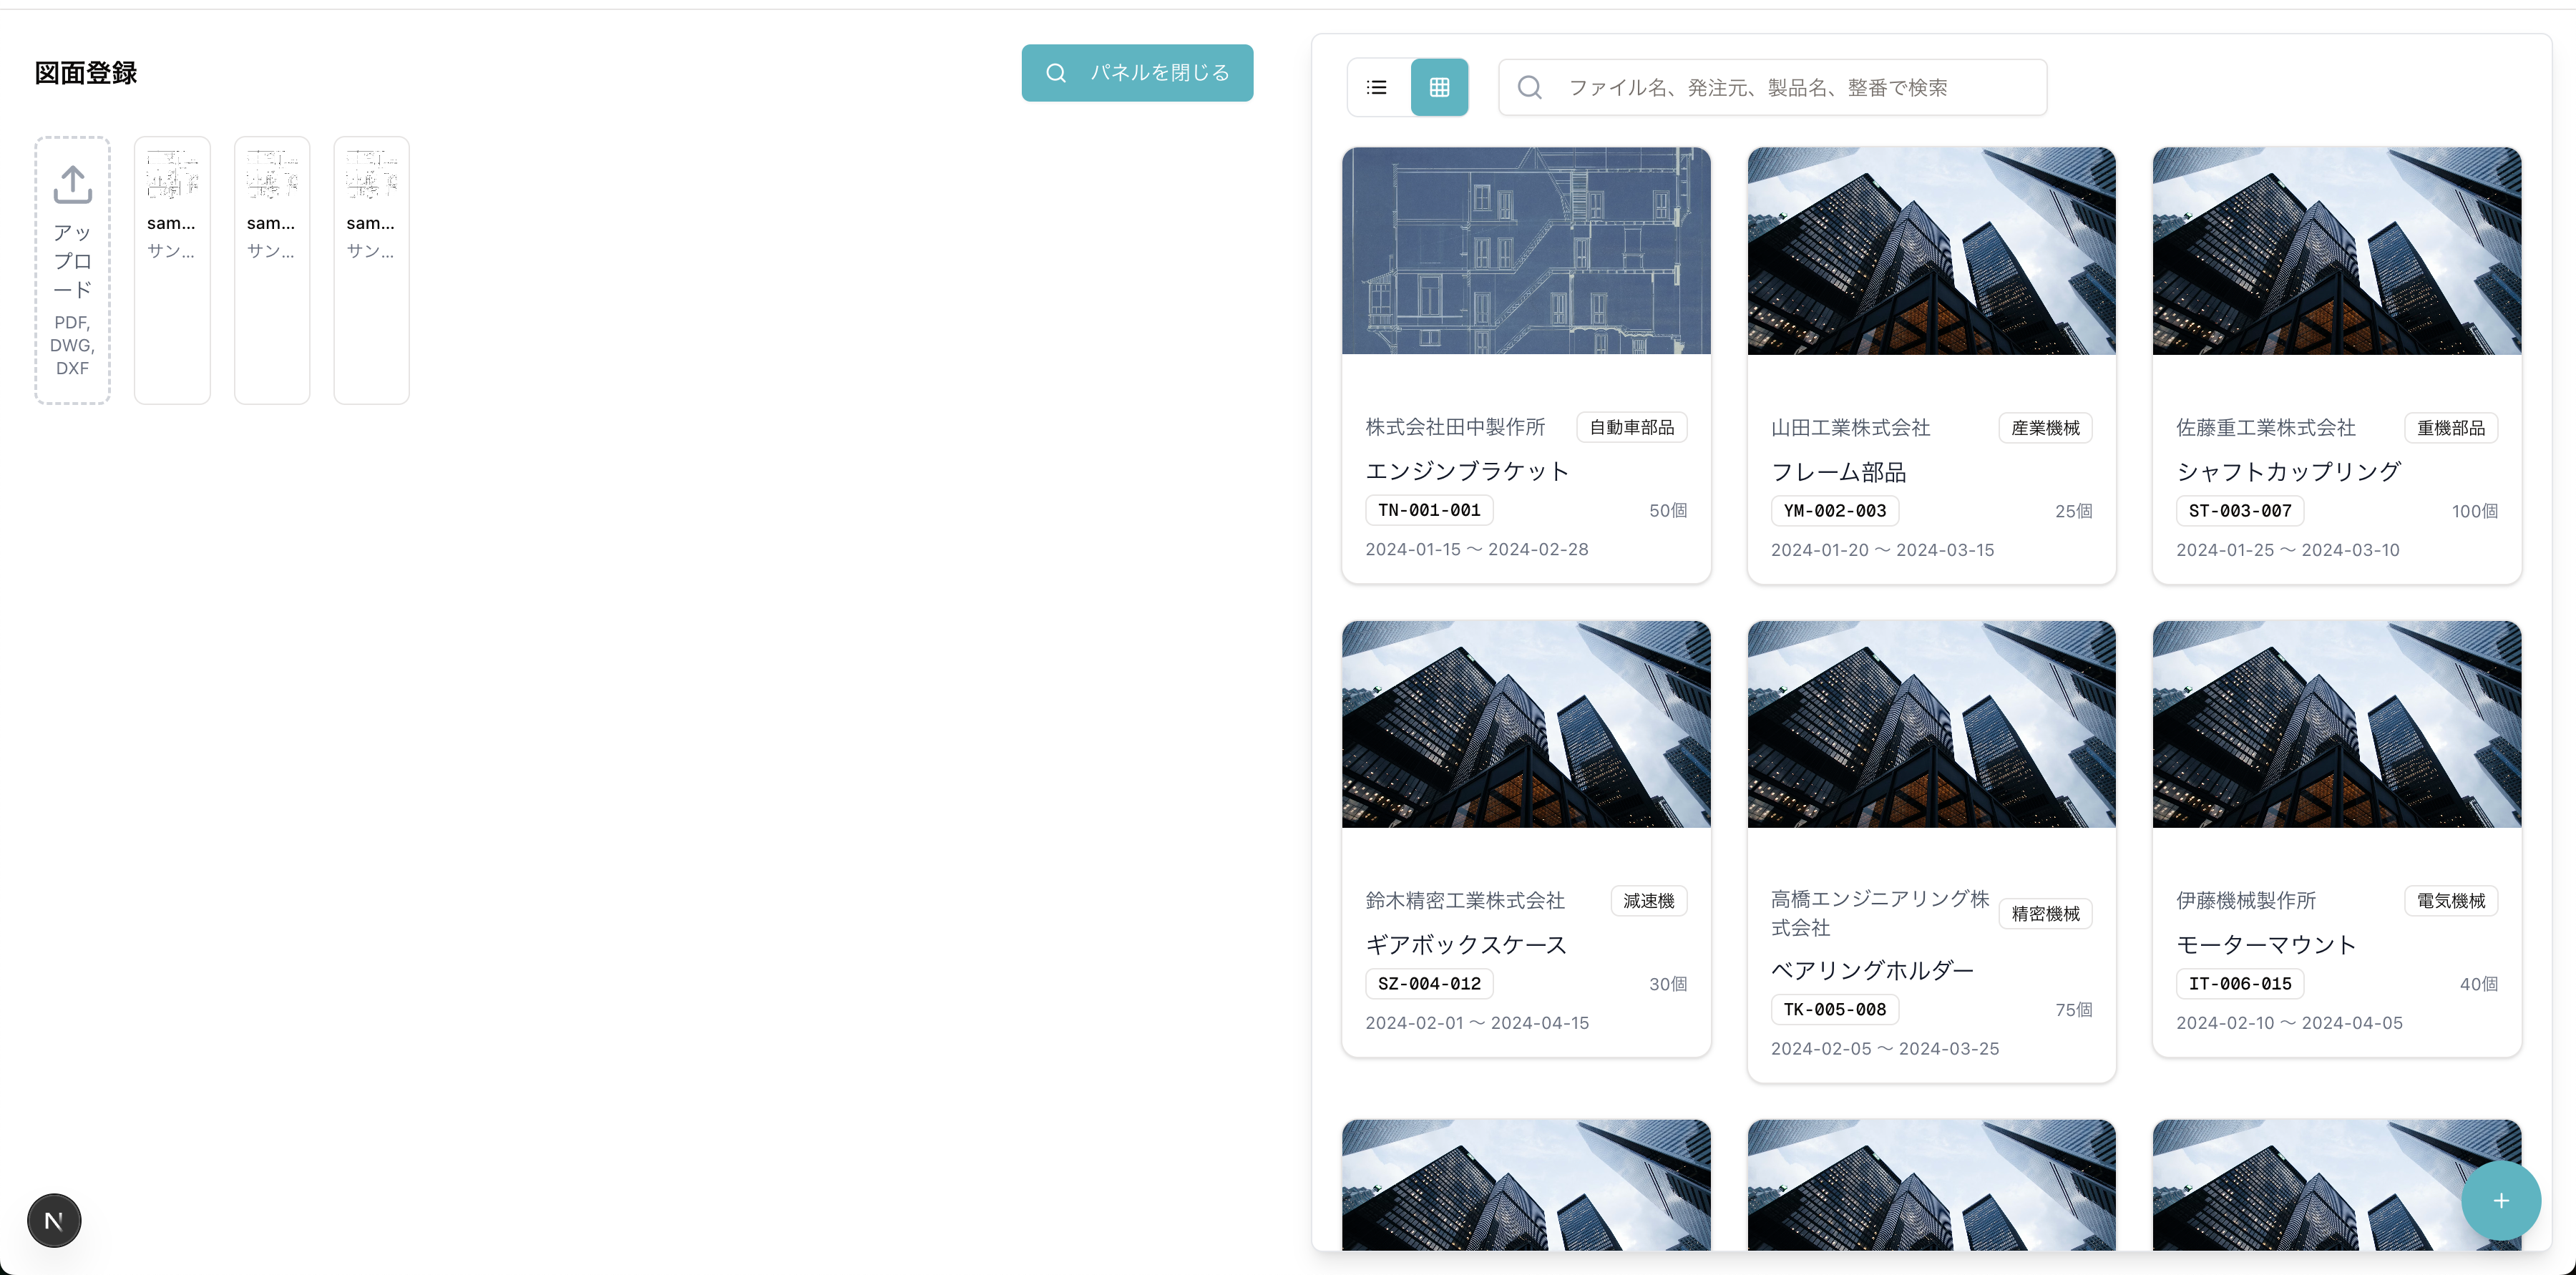 図面登録
パネルを閉じる
アッ
プロ
ード
PDF,
DWG,
DXF
sam...
サン...
sam...
サン...
sam...
サン...
ファイル名、発注元、製品名、整番で検索
株式会社田中製作所
自動車部品
エンジンブラケット
TN-001-001
50個
2024-01-15 〜 2024-02-28
山田工業株式会社
産業機械
フレーム部品
YM-002-003
25個
2024-01-20 〜 2024-03-15
佐藤重工業株式会社
重機部品
シャフトカップリング
ST-003-007
100個
2024-01-25 〜 2024-03-10
鈴木精密工業株式会社
減速機
ギアボックスケース
SZ-004-012
30個
2024-02-01 〜 2024-04-15
高橋エンジニアリング株
式会社
精密機械
ベアリングホルダー
TK-005-008
75個
2024-02-05 〜 2024-03-25
伊藤機械製作所
電気機械
モーターマウント
IT-006-015
40個
2024-02-10 〜 2024-04-05
N